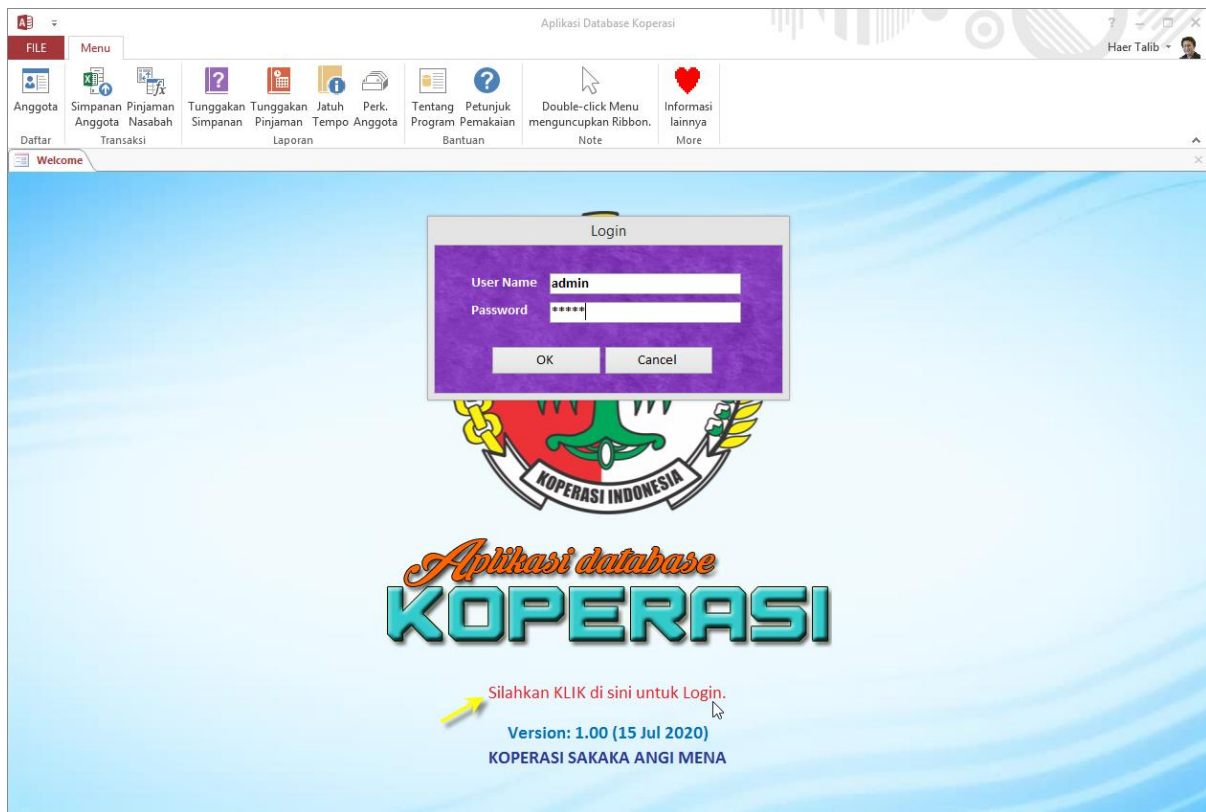 Aplikasi Database Koperasi
FILE Menu
Haer Talib
Anggota
Simpanan Anggota
Pinjaman Nasabah
Tunggakan Simpanan
Tunggakan Pinjaman
Jatuh Tempo
Perk. Anggota
Tentang Program
Petunjuk Pemakaian
Double-click Menu
menguncupkan Ribbon.
Informasi lainnya
Daftar Transaksi Laporan Bantuan Note More
Welcome
Login
User Name admin
Password *****
OK Cancel
KOPERASI INDONESIA
Aplikasi database
KOPERASI
Silahkan KLIK di sini untuk Login.
Version: 1.00 (15 Jul 2020)
KOPERASI SAKAKA ANGI MENA